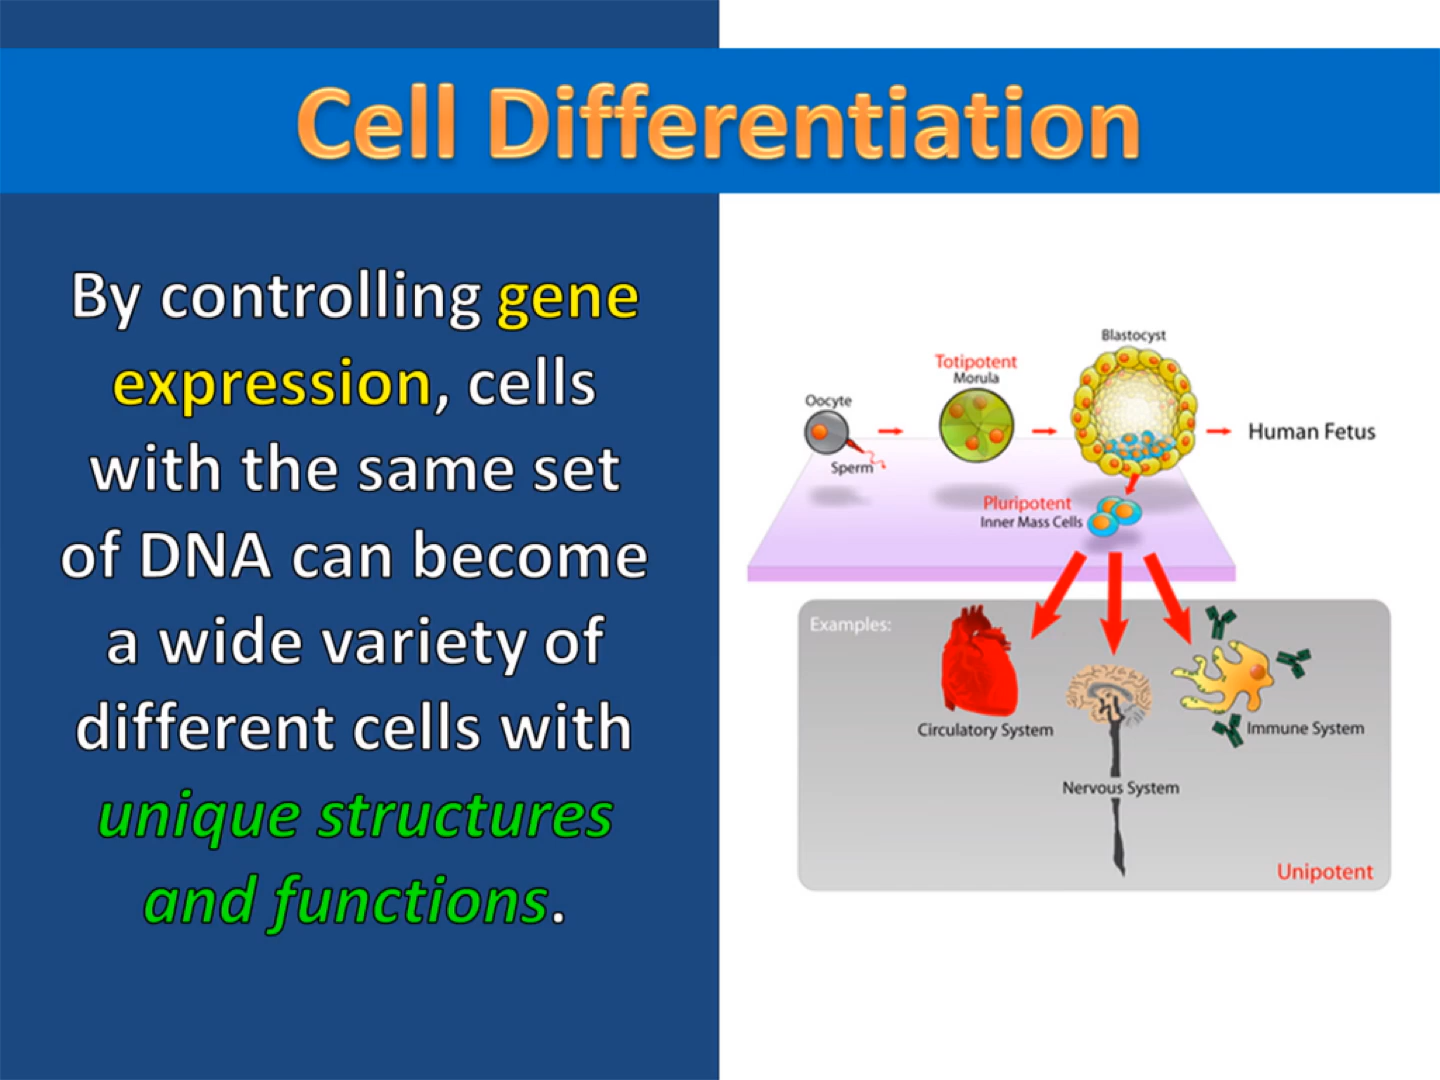 Cell Differentiation
By controlling gene
expression, cells
with the same set
of DNA can become
a wide variety of
different cells with
unique structures
and functions.
Blastocyst
Totipotent
Morula
Oocyte
Sperm
Human Fetus
Pluripotent
Inner Mass Cells
Examples:
Circulatory System
Immune System
Nervous System
Unipotent